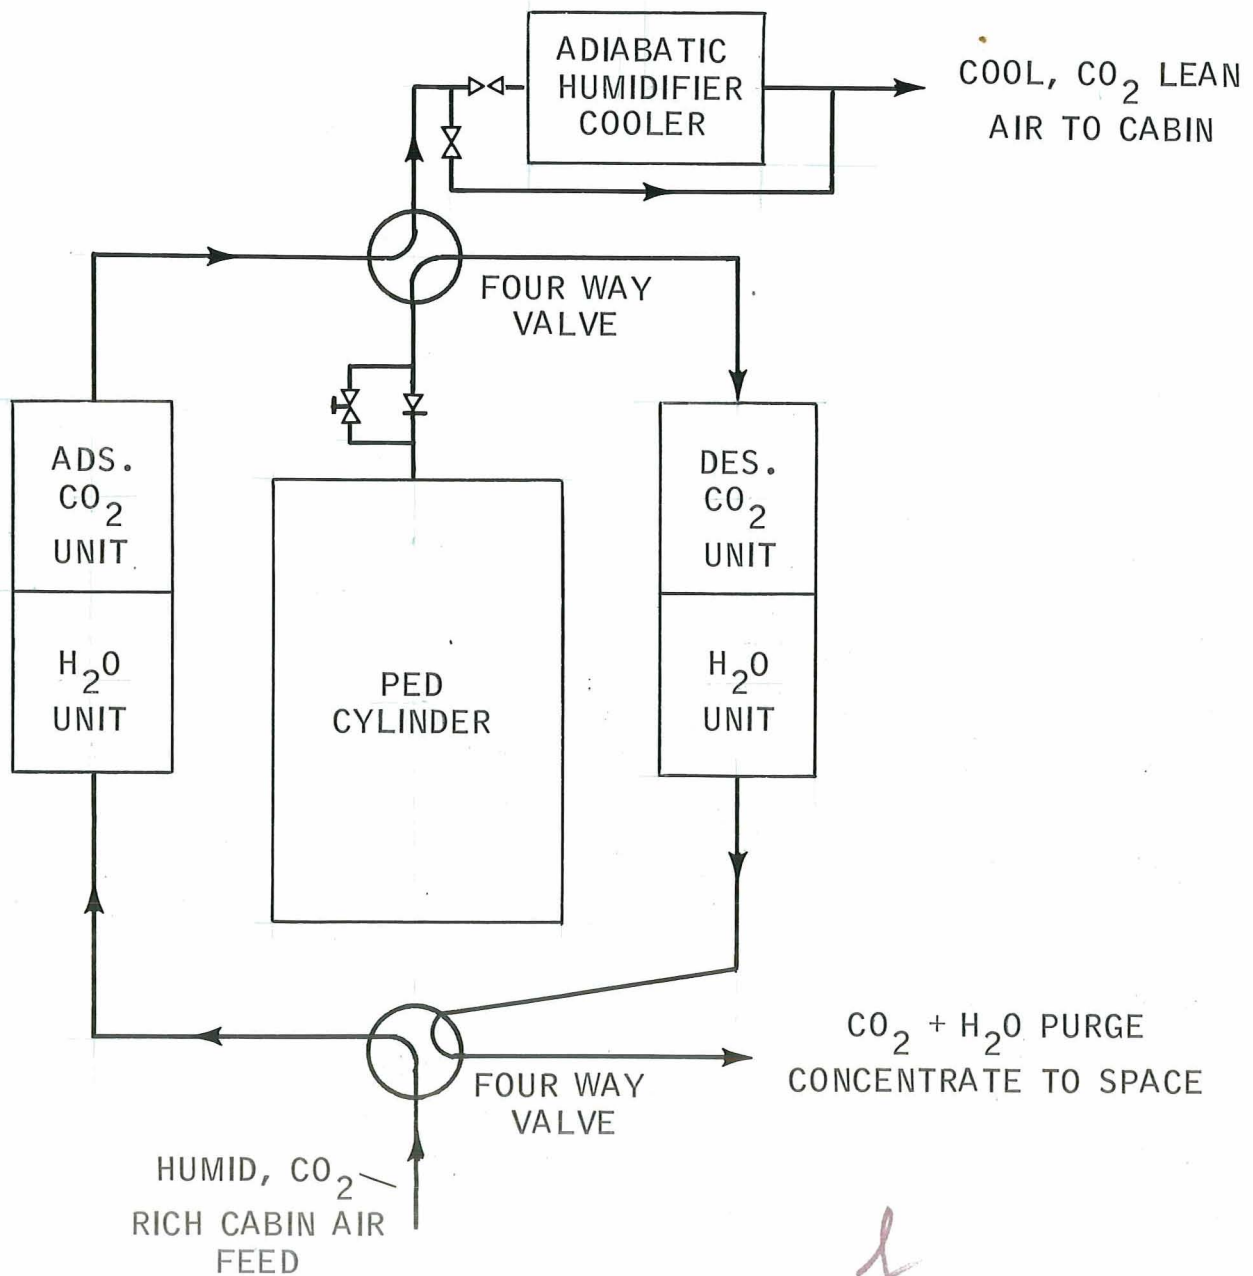 ADIABATIC
HUMIDIFIER
COOLER
COOL, CO₂ LEAN
AIR TO CABIN
FOUR WAY
VALVE
ADS.
CO₂
UNIT
H₂O
UNIT
PED
CYLINDER
DES.
CO₂
UNIT
H₂O
UNIT
CO₂ + H₂O PURGE
CONCENTRATE TO SPACE
FOUR WAY
VALVE
HUMID, CO₂
RICH CABIN AIR
FEED